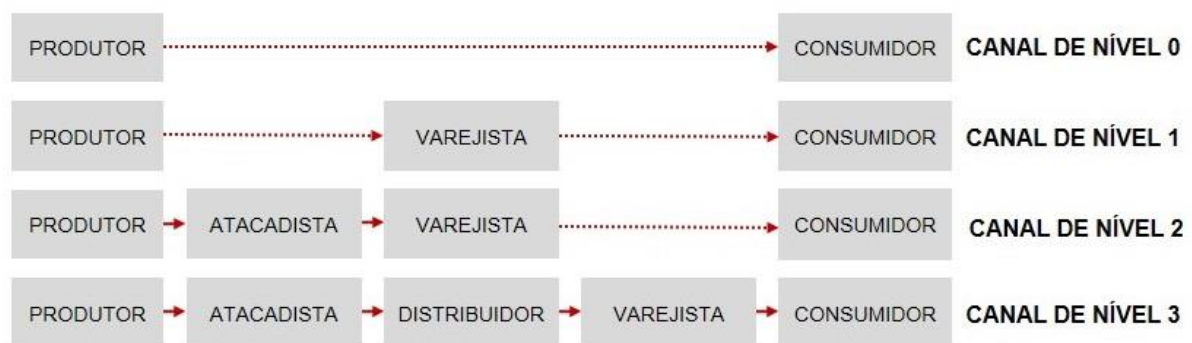 PRODUTOR CONSUMIDOR CANAL DE NÍVEL 0
PRODUTOR VAREJISTA CONSUMIDOR CANAL DE NÍVEL 1
PRODUTOR ATACADISTA VAREJISTA CONSUMIDOR CANAL DE NÍVEL 2
PRODUTOR ATACADISTA DISTRIBUIDOR VAREJISTA CONSUMIDOR CANAL DE NÍVEL 3